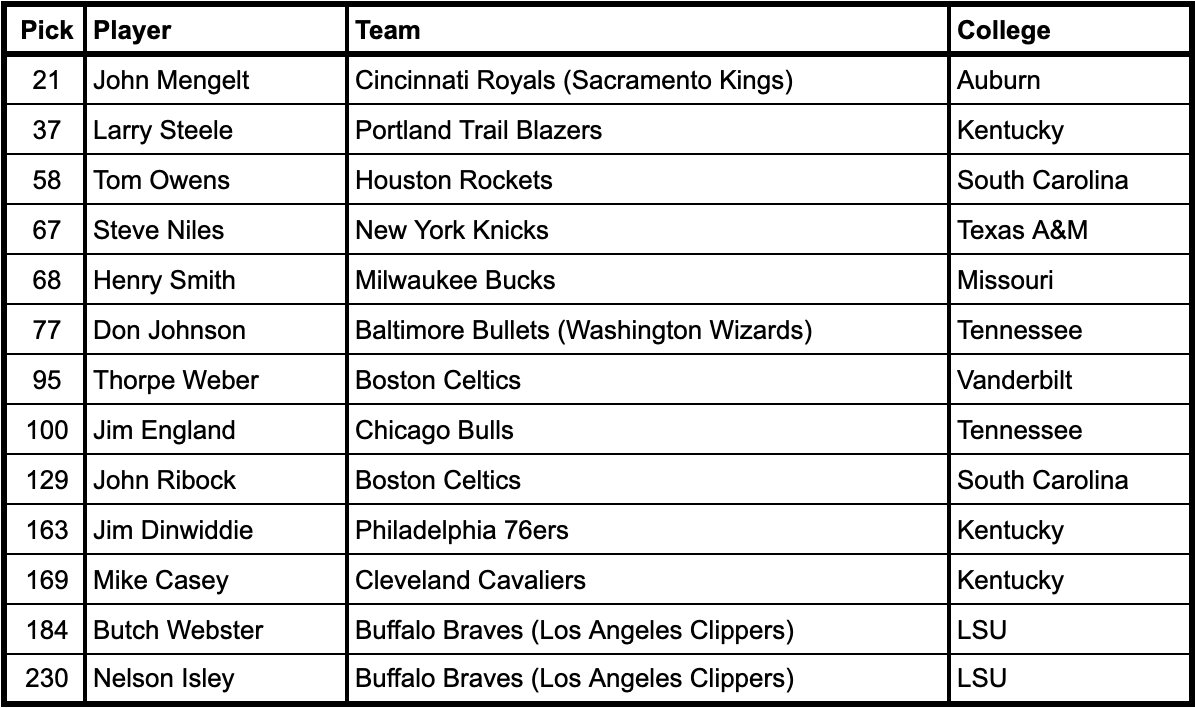 Pick Player Team College
21 John Mengelt Cincinnati Royals (Sacramento Kings) Auburn
37 Larry Steele Portland Trail Blazers Kentucky
58 Tom Owens Houston Rockets South Carolina
67 Steve Niles New York Knicks Texas A&M
68 Henry Smith Milwaukee Bucks Missouri
77 Don Johnson Baltimore Bullets (Washington Wizards) Tennessee
95 Thorpe Weber Boston Celtics Vanderbilt
100 Jim England Chicago Bulls Tennessee
129 John Ribock Boston Celtics South Carolina
163 Jim Dinwiddie Philadelphia 76ers Kentucky
169 Mike Casey Cleveland Cavaliers Kentucky
184 Butch Webster Buffalo Braves (Los Angeles Clippers) LSU
230 Nelson Isley Buffalo Braves (Los Angeles Clippers) LSU